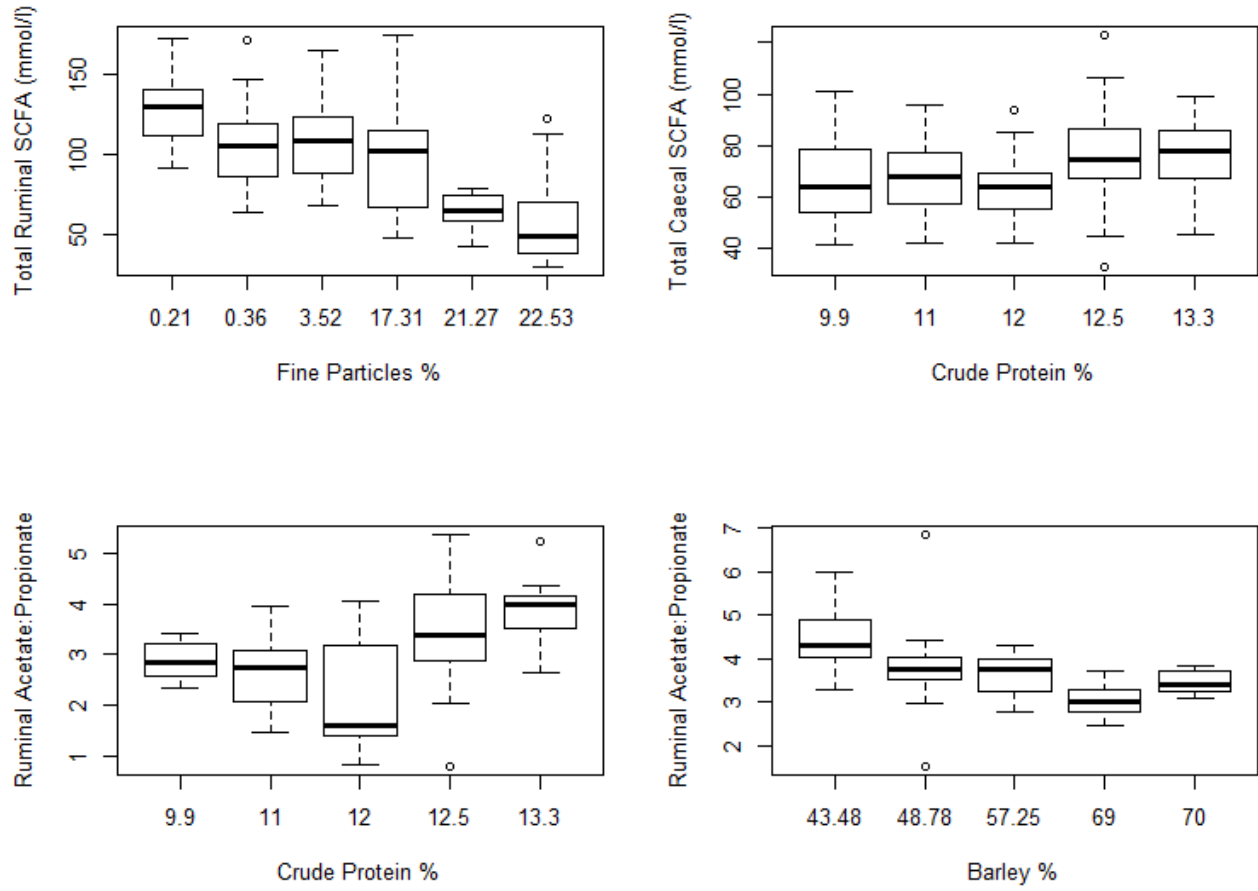 Total Ruminal SCFA (mmol/l)
150
100
50
0.21 0.36 3.52 17.31 21.27 22.53
Fine Particles %
Total Caecal SCFA (mmol/l)
100
80
60
40
9.9 11 12 12.5 13.3
Crude Protein %
Ruminal Acetate:Propionate
5
4
3
2
1
9.9 11 12 12.5 13.3
Crude Protein %
Ruminal Acetate:Propionate
7
6
5
4
3
2
43.48 48.78 57.25 69 70
Barley %